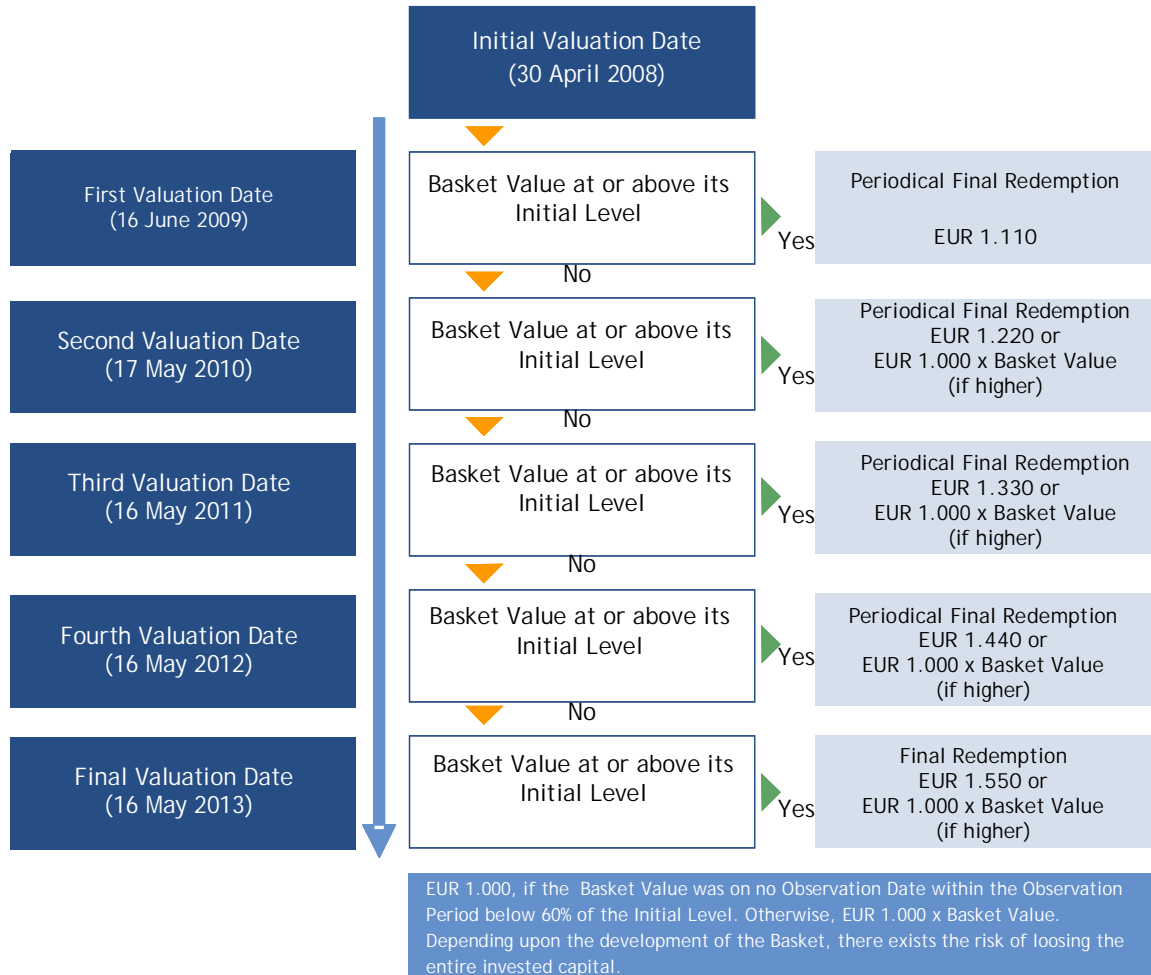 Initial Valuation Date
(30 April 2008)
First Valuation Date
(16 June 2009)
Basket Value at or above its
Initial Level
Yes
Periodical Final Redemption
EUR 1.110
No
Second Valuation Date
(17 May 2010)
Basket Value at or above its
Initial Level
Yes
Periodical Final Redemption
EUR 1.220 or
EUR 1.000 x Basket Value
(if higher)
No
Third Valuation Date
(16 May 2011)
Basket Value at or above its
Initial Level
Yes
Periodical Final Redemption
EUR 1.330 or
EUR 1.000 x Basket Value
(if higher)
No
Fourth Valuation Date
(16 May 2012)
Basket Value at or above its
Initial Level
Yes
Periodical Final Redemption
EUR 1.440 or
EUR 1.000 x Basket Value
(if higher)
No
Final Valuation Date
(16 May 2013)
Basket Value at or above its
Initial Level
Yes
Final Redemption
EUR 1.550 or
EUR 1.000 x Basket Value
(if higher)
EUR 1.000, if the Basket Value was on no Observation Date within the Observation
Period below 60% of the Initial Level. Otherwise, EUR 1.000 x Basket Value.
Depending upon the development of the Basket, there exists the risk of loosing the
entire invested capital.